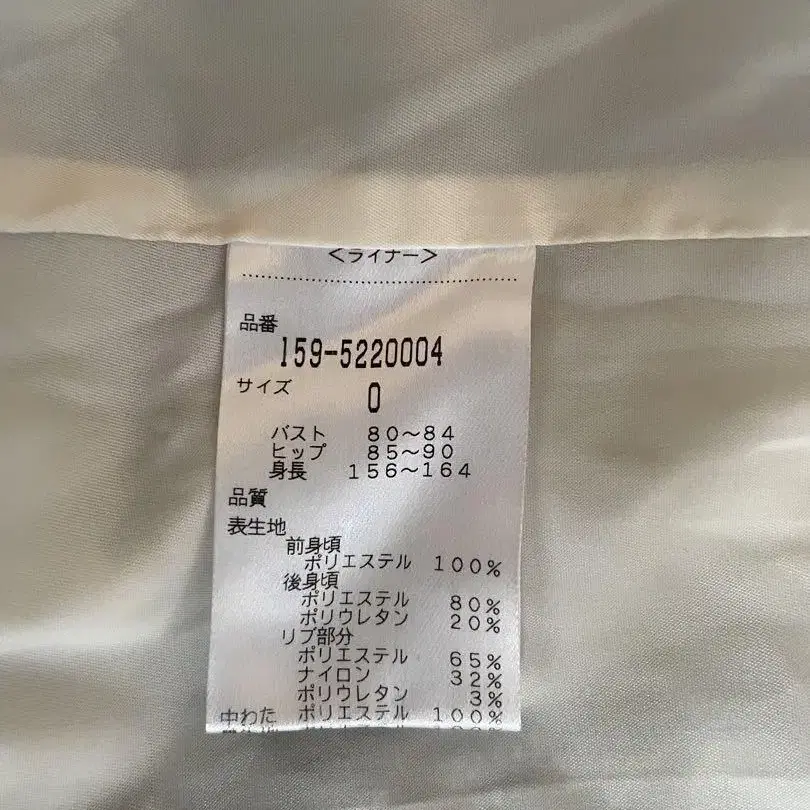 <ライナー>
品番
159-5220004
サイズ
0
バスト 80～84
ヒップ 85～90
身長 156～164
品質
表生地
前身頃
ポリエステル 100%
後身頃
ポリエステル 80%
ポリウレタン 20%
リブ部分
ポリエステル 65%
ナイロン 32%
ポリウレタン 3%
中わた ポリエステル 100%